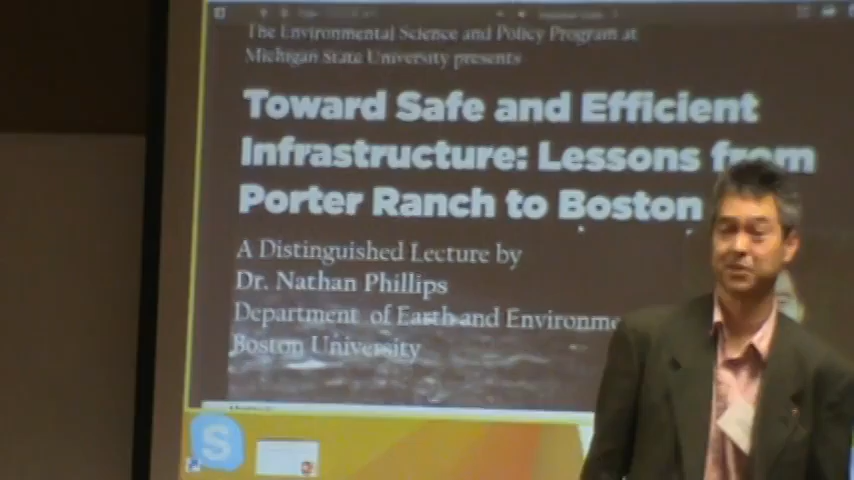 The Environmental Science and Policy Program at
Michigan State University presents
Toward Safe and Efficient
Infrastructure: Lessons from
Porter Ranch to Boston
A Distinguished Lecture by
Dr. Nathan Phillips
Department of Earth and Environme
Boston University
S